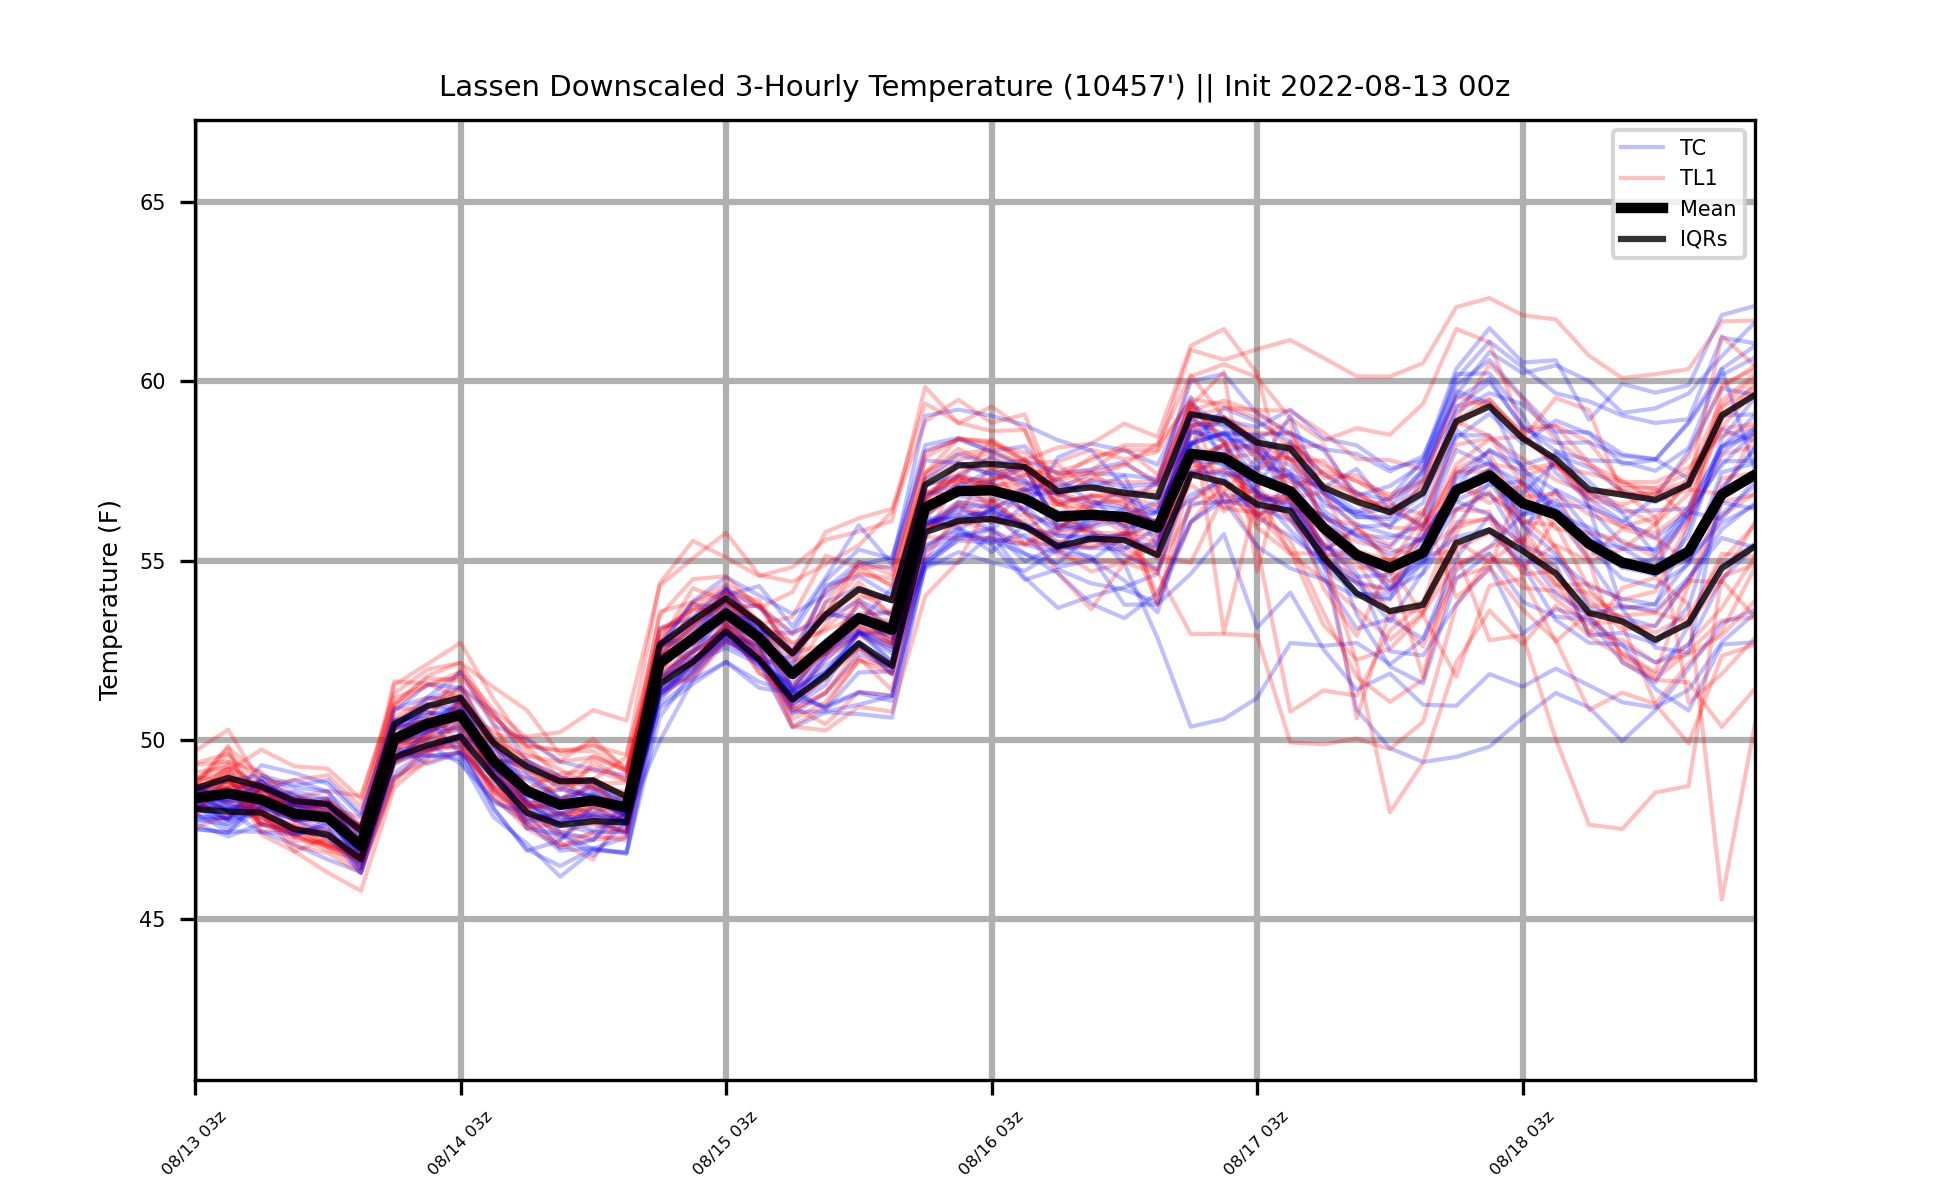 Lassen Downscaled 3-Hourly Temperature (10457') || Init 2022-08-13 00z
TC
TL1
Mean
IQRs
Temperature (F)
65
60
55
50
45
08/13 03z
08/14 03z
08/15 03z
08/16 03z
08/17 03z
08/18 03z